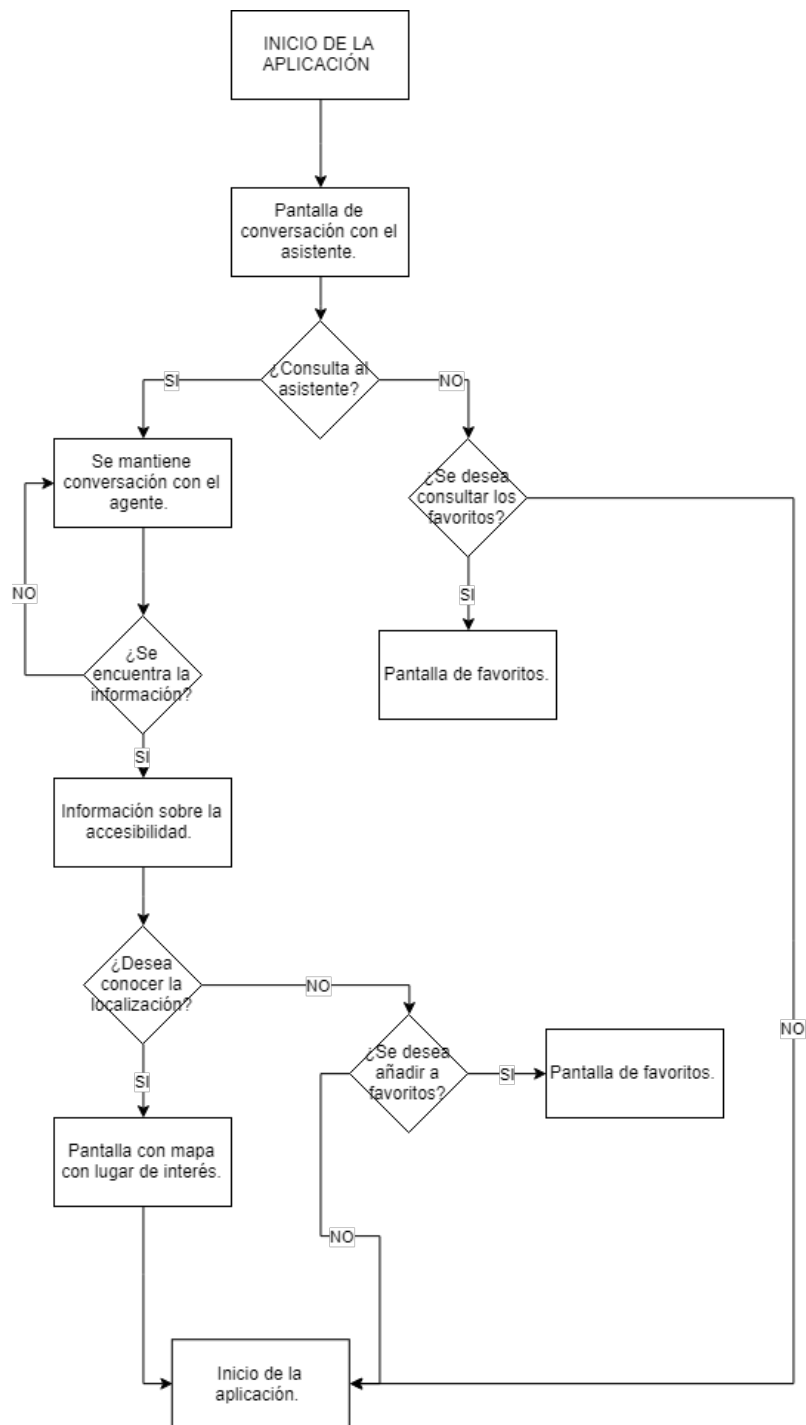 INICIO DE LA
APLICACIÓN
Pantalla de
conversación con el
asistente.
¿Consulta al
asistente?
SI
NO
Se mantiene
conversación con el
agente.
¿Se desea
consultar los
favoritos?
NO
SI
¿Se
encuentra la
información?
Pantalla de favoritos.
SI
Información sobre la
accesibilidad.
¿Desea
conocer la
localización?
NO
NO
¿Se desea
añadir a
favoritos?
SI
Pantalla de favoritos.
SI
Pantalla con mapa
con lugar de interés.
NO
Inicio de la
aplicación.